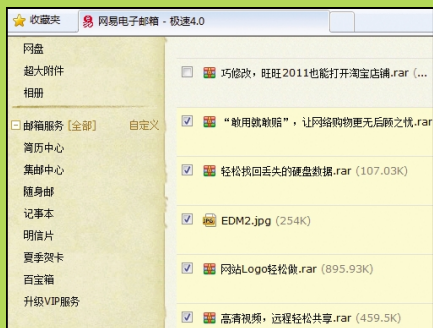 收藏夹 网易电子邮箱 - 极速4.0
网盘
超大附件
相册
邮箱服务 [全部] 自定义
简历中心
集邮中心
随身邮
记事本
明信片
夏季贺卡
百宝箱
升级VIP服务
巧修改，旺旺2011也能打开淘宝店铺.rar (...
“敢用就敢赔”，让网络购物更无后顾之忧.rar
轻松找回丢失的硬盘数据.rar (107.03K)
EDM2.jpg (254K)
网站Logo轻松做.rar (895.93K)
高清视频，远程轻松共享.rar (459.5K)